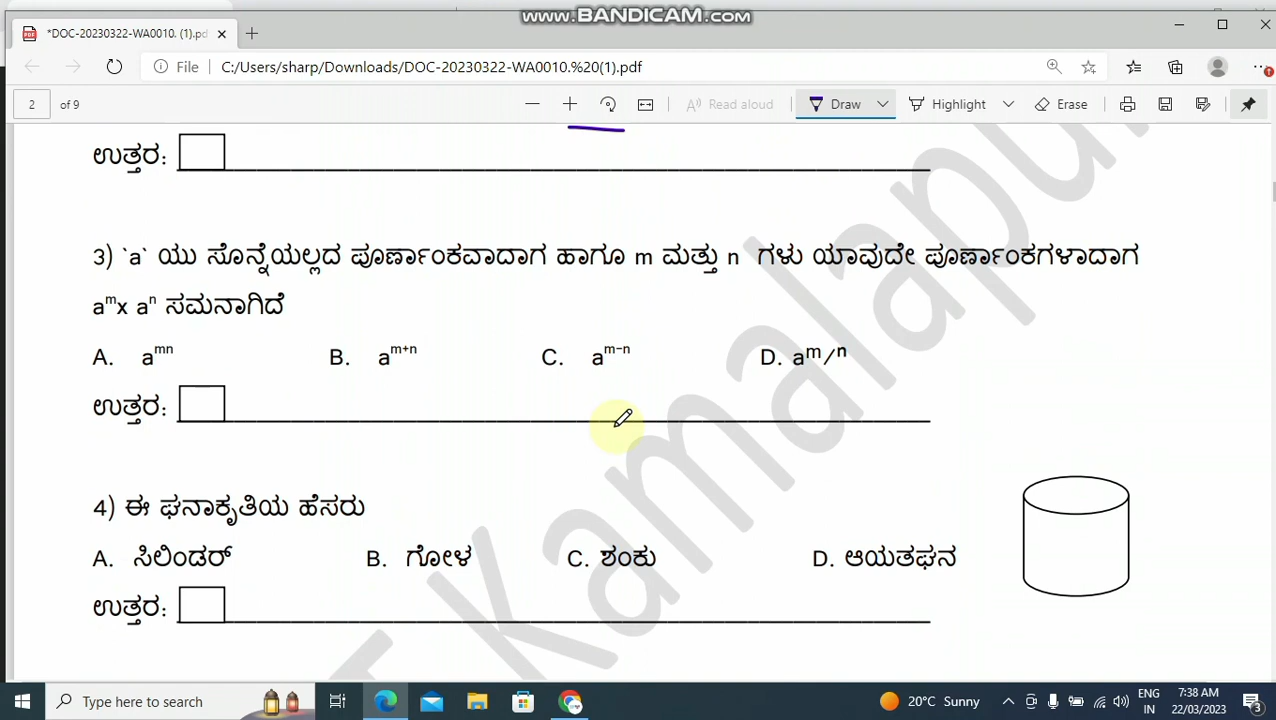 www.BANDICAM.com
*DOC-20230322-WA0010. (1).pd
File C:/Users/sharp/Downloads/DOC-20230322-WA0010.%20(1).pdf
2 of 9 Read aloud Draw Highlight Erase
ಉತ್ತರ:
3) `a` ಯು ಸೊನ್ನೆಯಲ್ಲದ ಪೂರ್ಣಾಂಕವಾದಾಗ ಹಾಗೂ m ಮತ್ತು n ಗಳು ಯಾವುದೇ ಪೂರ್ಣಾಂಕಗಳಾದಾಗ
aᵐx aⁿ ಸಮನಾಗಿದೆ
A. aᵐⁿ B. aᵐ⁺ⁿ C. aᵐ⁻ⁿ D. aᵐ/ⁿ
ಉತ್ತರ:
4) ಈ ಘನಾಕೃತಿಯ ಹೆಸರು
A. ಸಿಲಿಂಡರ್ B. ಗೋಳ C. ಶಂಕು D. ಆಯತಘನ
ಉತ್ತರ:
Kamalapur
Type here to search 20°C Sunny ENG IN 7:38 AM 22/03/2023 3